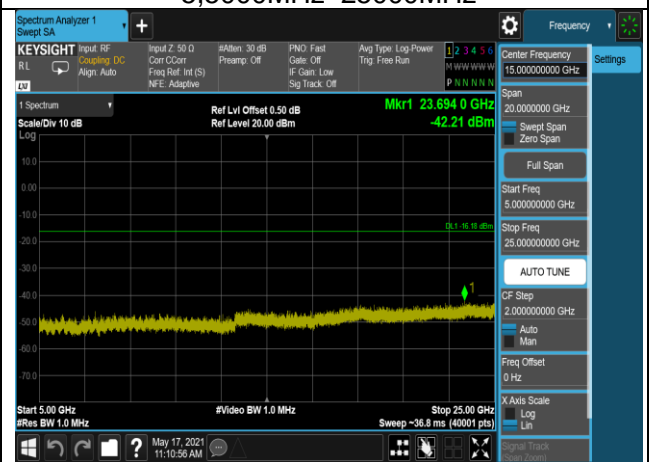 Spectrum Analyzer 1
Swept SA
Frequency
KEYSIGHT
RL
LXI
Input: RF
Coupling: DC
Align: Auto
Input Z: 50 Ω
Corr CCorr
Freq Ref: Int (S)
NFE: Adaptive
#Atten: 30 dB
Preamp: Off
PNO: Fast
Gate: Off
IF Gain: Low
Sig Track: Off
Avg Type: Log-Power
Trig: Free Run
1 2 3 4 5 6
M W W W W W
P N N N N N
1 Spectrum
Scale/Div 10 dB
Log
Ref Lvl Offset 0.50 dB
Ref Level 20.00 dBm
Mkr1 23.694 0 GHz
-42.21 dBm
10.0
0.00
-10.0
DL1 -16.18 dBm
-20.0
-30.0
1
-40.0
-50.0
-60.0
-70.0
Start 5.00 GHz
#Res BW 1.0 MHz
#Video BW 1.0 MHz
Stop 25.00 GHz
Sweep ~36.8 ms (40001 pts)
May 17, 2021
11:10:56 AM
Center Frequency
15.000000000 GHz
Settings
Span
20.0000000 GHz
Swept Span
Zero Span
Full Span
Start Freq
5.000000000 GHz
Stop Freq
25.000000000 GHz
AUTO TUNE
CF Step
2.000000000 GHz
Auto
Man
Freq Offset
0 Hz
X Axis Scale
Log
Lin
Signal Track
(Span Zoom)